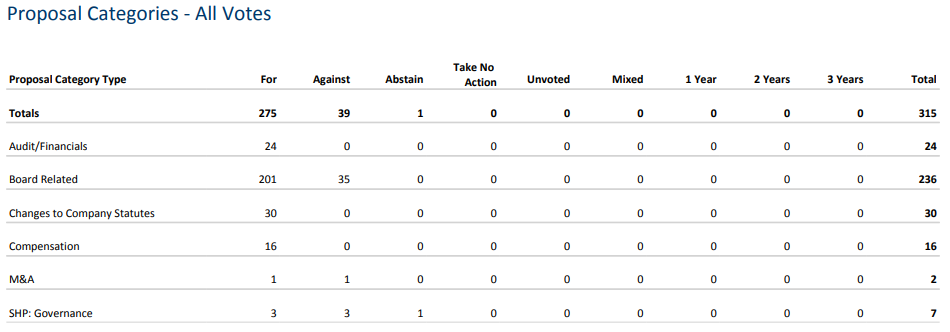 Proposal Categories - All Votes
Proposal Category Type For Against Abstain Take No Action Unvoted Mixed 1 Year 2 Years 3 Years Total
Totals 275 39 1 0 0 0 0 0 0 315
Audit/Financials 24 0 0 0 0 0 0 0 0 24
Board Related 201 35 0 0 0 0 0 0 0 236
Changes to Company Statutes 30 0 0 0 0 0 0 0 0 30
Compensation 16 0 0 0 0 0 0 0 0 16
M&A 1 1 0 0 0 0 0 0 0 2
SHP: Governance 3 3 1 0 0 0 0 0 0 7